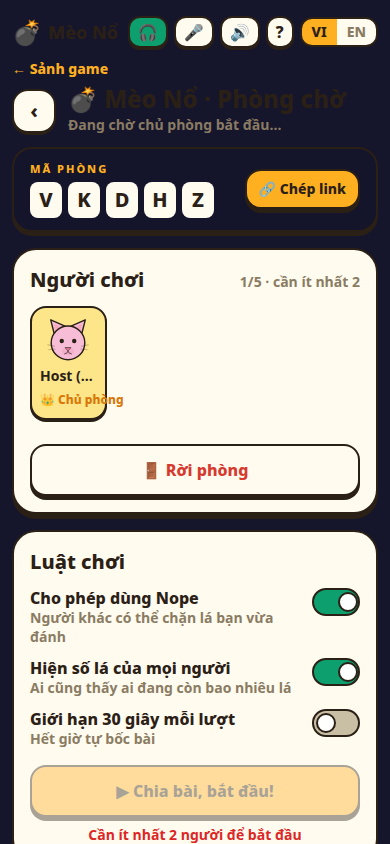 💣 Mèo Nổ 🎧 🎤 🔊 ? VI EN
← Sảnh game
‹ 💣 Mèo Nổ · Phòng chờ
Đang chờ chủ phòng bắt đầu...
MÃ PHÒNG
V K D H Z
🔗 Chép link
Người chơi 1/5 · cần ít nhất 2
Host (...
👑 Chủ phòng
🚪 Rời phòng
Luật chơi
Cho phép dùng Nope
Người khác có thể chặn lá bạn vừa
đánh
Hiện số lá của mọi người
Ai cũng thấy ai đang còn bao nhiêu lá
Giới hạn 30 giây mỗi lượt
Hết giờ tự bốc bài
▶ Chia bài, bắt đầu!
Cần ít nhất 2 người để bắt đầu